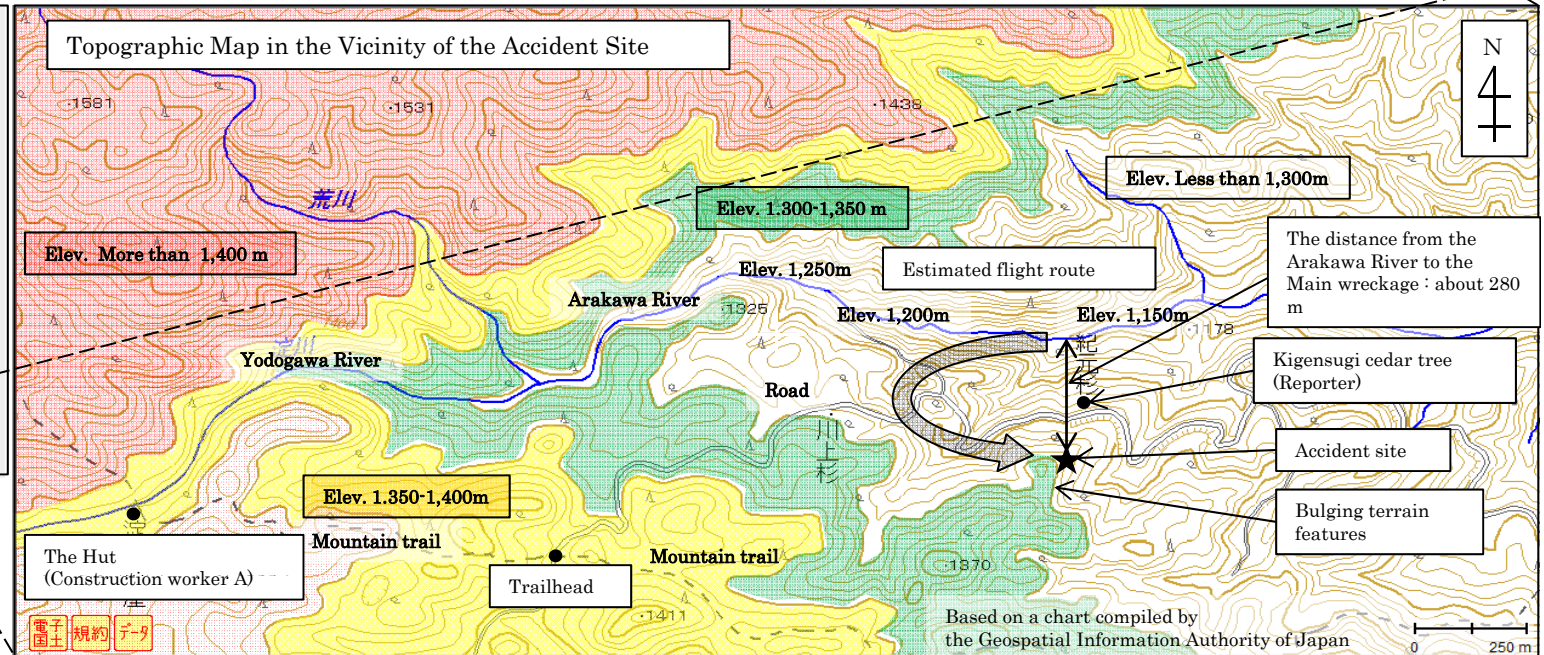 Topographic Map in the Vicinity of the Accident Site
N
・1581
・1531
・1438
荒川
Elev. Less than 1,300m
Elev. 1.300-1,350 m
Elev. More than 1,400 m
The distance from the
Arakawa River to the
Main wreckage : about 280
m
Estimated flight route
Elev. 1,250m
Arakawa River
・1325
Elev. 1,200m
Elev. 1,150m
・1178
Yodogawa River
Kigensugi cedar tree
(Reporter)
Road
川上杉
Accident site
Elev. 1.350-1,400m
Bulging terrain
features
Mountain trail
Mountain trail
The Hut
(Construction worker A)
Trailhead
・1370
・1411
Based on a chart compiled by
the Geospatial Information Authority of Japan
電子国土 規約 データ
0 250 m